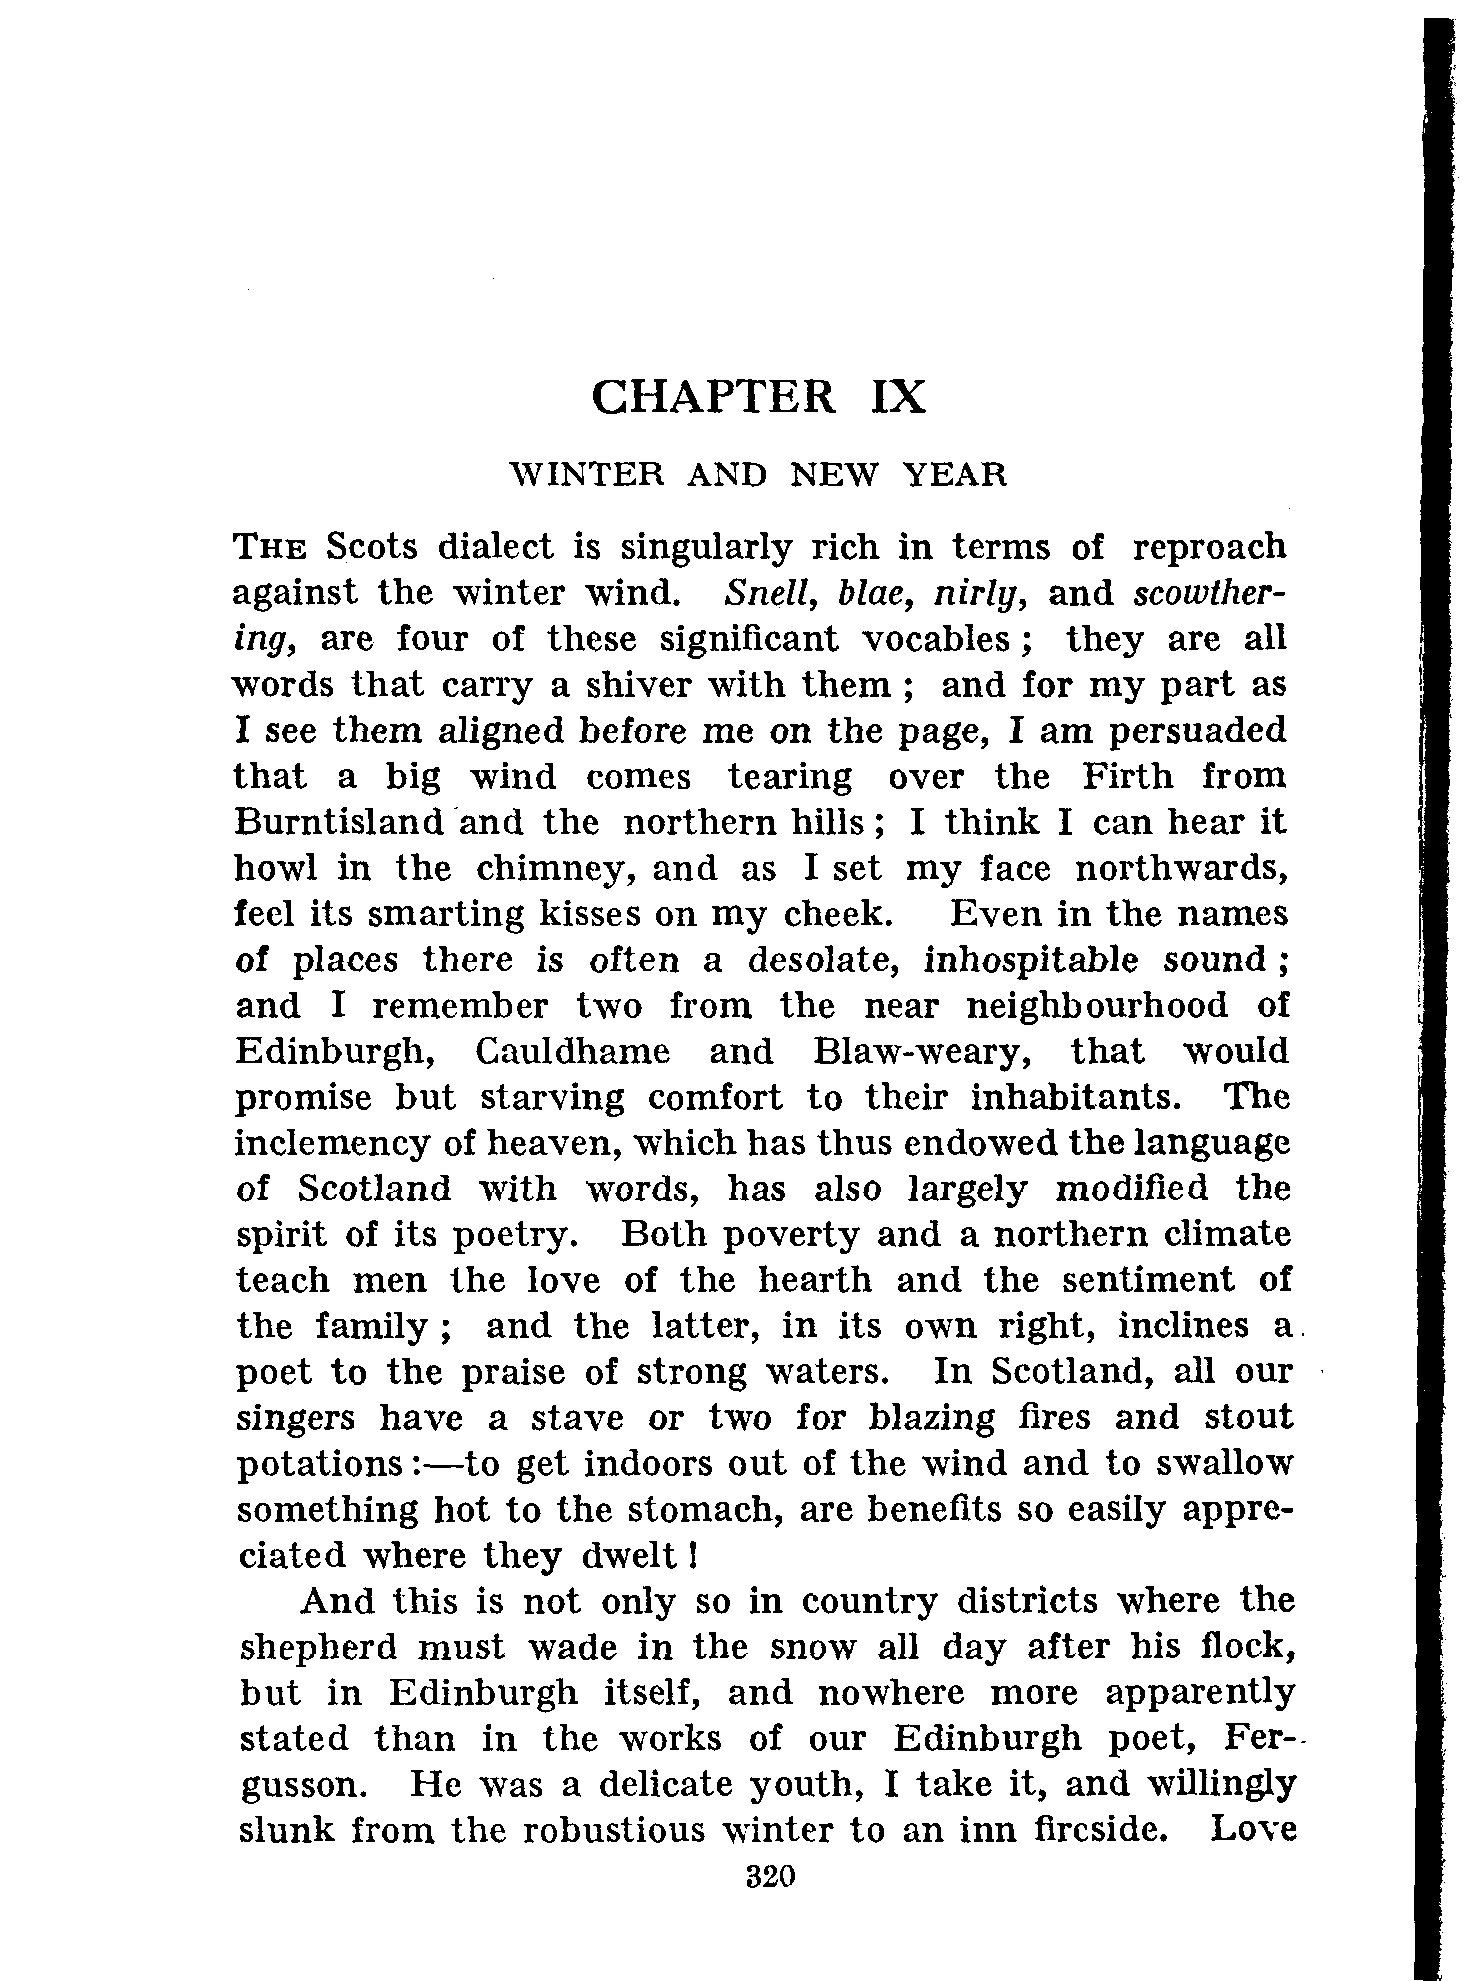 CHAPTER IX
WINTER AND NEW YEAR
THE Scots dialect is singularly rich in terms of reproach
against the winter wind. Snell, blae, nirly, and scowther-
ing, are four of these significant vocables ; they are all
words that carry a shiver with them ; and for my part as
I see them aligned before me on the page, I am persuaded
that a big wind comes tearing over the Firth from
Burntisland and the northern hills ; I think I can hear it
howl in the chimney, and as I set my face northwards,
feel its smarting kisses on my cheek. Even in the names
of places there is often a desolate, inhospitable sound ;
and I remember two from the near neighbourhood of
Edinburgh, Cauldhame and Blaw-weary, that would
promise but starving comfort to their inhabitants. The
inclemency of heaven, which has thus endowed the language
of Scotland with words, has also largely modified the
spirit of its poetry. Both poverty and a northern climate
teach men the love of the hearth and the sentiment of
the family ; and the latter, in its own right, inclines a
poet to the praise of strong waters. In Scotland, all our
singers have a stave or two for blazing fires and stout
potations :—to get indoors out of the wind and to swallow
something hot to the stomach, are benefits so easily appre-
ciated where they dwelt !
And this is not only so in country districts where the
shepherd must wade in the snow all day after his flock,
but in Edinburgh itself, and nowhere more apparently
stated than in the works of our Edinburgh poet, Fer-
gusson. He was a delicate youth, I take it, and willingly
slunk from the robustious winter to an inn fireside. Love
320